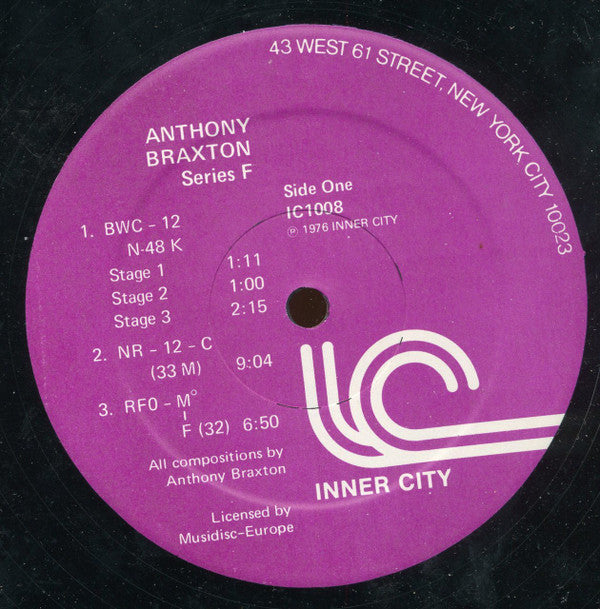 43 WEST 61 STREET, NEW YORK CITY 10023
ANTHONY
BRAXTON
Series F
Side One
IC1008
℗ 1976 INNER CITY
1. BWC - 12
N-48 K
Stage 1 1:11
Stage 2 1:00
Stage 3 2:15
2. NR - 12 - C
(33 M) 9:04
3. RFO - M°
F (32) 6:50
All compositions by
Anthony Braxton
Licensed by
Musidisc-Europe
IC
INNER CITY